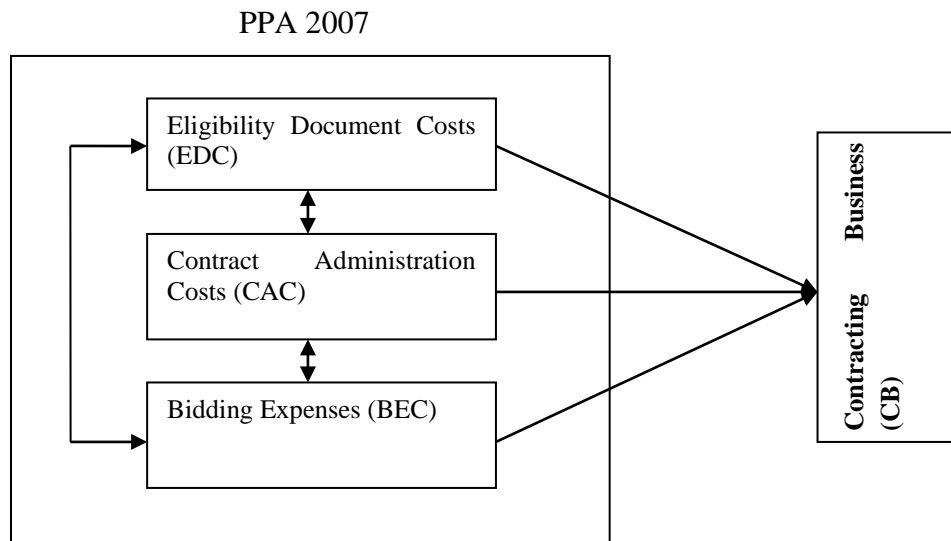 PPA 2007
Eligibility Document Costs
(EDC)
Contract Administration
Costs (CAC)
Bidding Expenses (BEC)
Contracting Business
(CB)